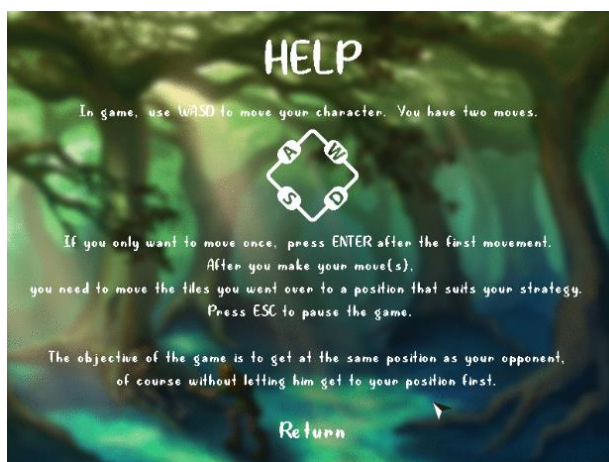 HELP
In game, use WASD to move your character. You have two moves.
A W
S D
If you only want to move once, press ENTER after the first movement.
After you make your move(s),
you need to move the tiles you went over to a position that suits your strategy.
Press ESC to pause the game.
The objective of the game is to get at the same position as your opponent,
of course without letting him get to your position first.
Return